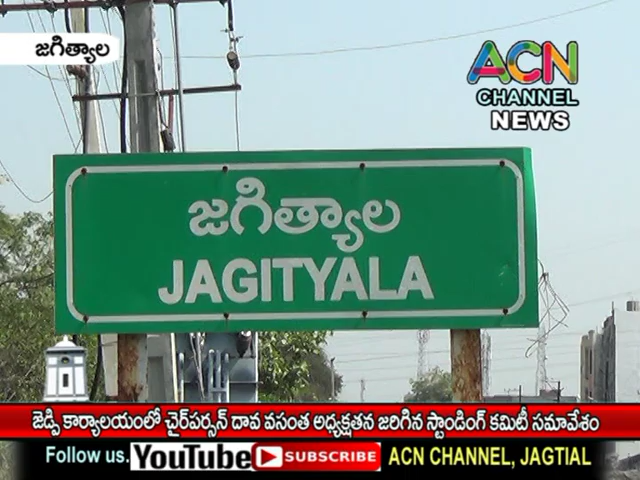 జగిత్యాల
ACN
CHANNEL
NEWS
జగిత్యాల
JAGITYALA
జెడ్పి కార్యాలయంలో చైర్‌పర్సన్ దావ వసంత అధ్యక్షతన జరిగిన స్టాండింగ్ కమిటీ సమావేశం
Follow us. YouTube SUBSCRIBE ACN CHANNEL, JAGTIAL